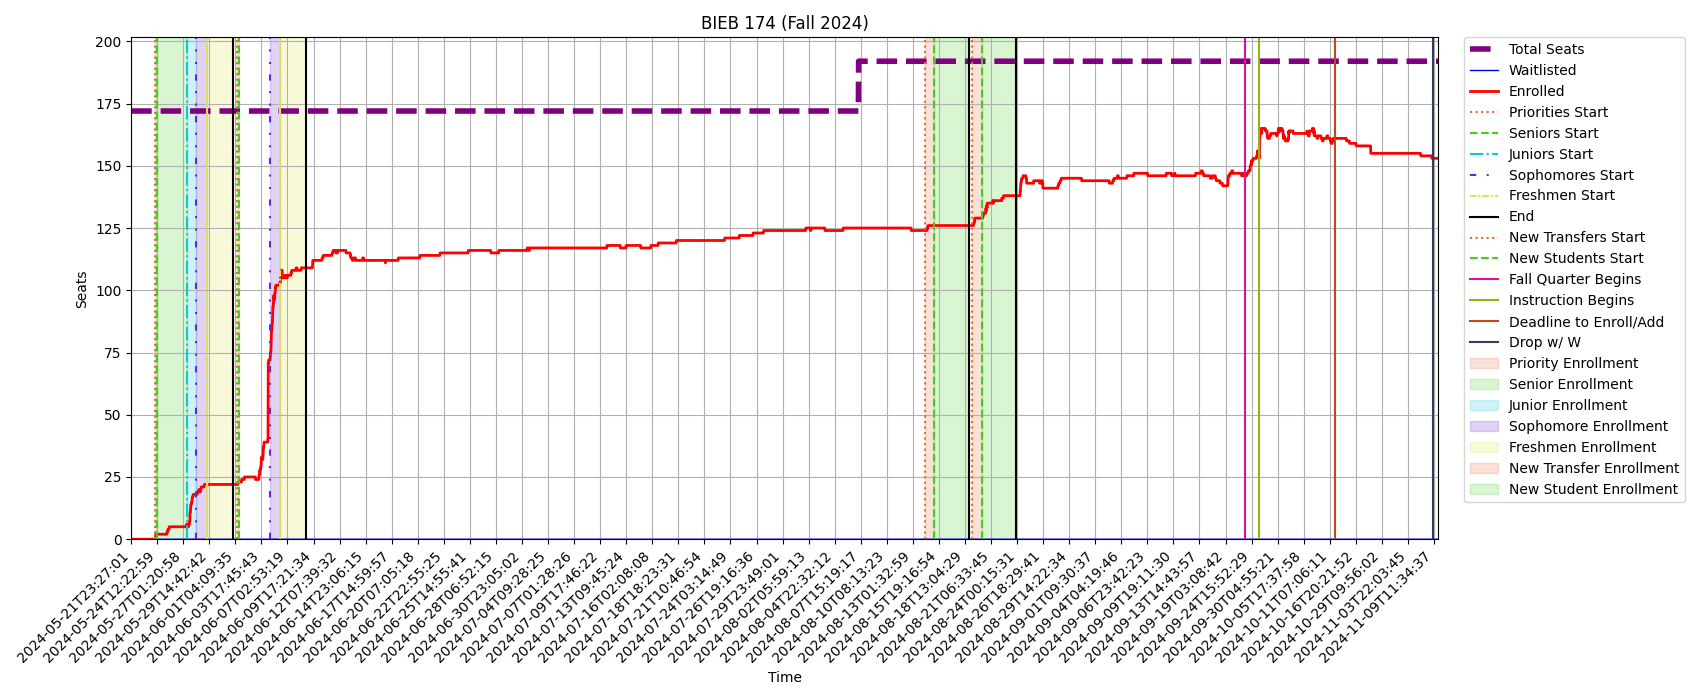 BIEB 174 (Fall 2024)
200
175
150
125
100
75
50
25
0
Seats
2024-05-21T23:27:01
2024-05-24T12:22:59
2024-05-27T01:20:58
2024-05-29T14:42:42
2024-06-01T04:09:35
2024-06-03T17:45:43
2024-06-07T02:53:19
2024-06-09T17:21:34
2024-06-12T07:39:32
2024-06-14T23:06:15
2024-06-17T14:59:57
2024-06-20T07:05:18
2024-06-22T22:55:25
2024-06-25T14:55:41
2024-06-28T06:52:15
2024-06-30T23:05:02
2024-07-04T09:28:25
2024-07-07T01:28:26
2024-07-09T17:46:22
2024-07-13T09:45:24
2024-07-16T02:08:08
2024-07-18T18:23:31
2024-07-21T10:46:54
2024-07-24T03:14:49
2024-07-26T19:16:36
2024-07-29T23:49:01
2024-08-02T05:59:13
2024-08-04T22:32:12
2024-08-07T15:19:17
2024-08-10T08:13:23
2024-08-13T01:32:59
2024-08-15T19:16:54
2024-08-18T13:04:29
2024-08-21T06:33:45
2024-08-24T00:15:31
2024-08-26T18:29:41
2024-08-29T14:22:34
2024-09-01T09:30:37
2024-09-04T04:19:46
2024-09-06T23:42:23
2024-09-09T19:11:30
2024-09-13T14:43:57
2024-09-19T03:08:42
2024-09-24T15:52:29
2024-09-30T04:55:21
2024-10-05T17:37:58
2024-10-11T07:06:11
2024-10-16T20:21:52
2024-10-29T09:56:02
2024-11-03T22:03:45
2024-11-09T11:34:37
Time
Total Seats
Waitlisted
Enrolled
Priorities Start
Seniors Start
Juniors Start
Sophomores Start
Freshmen Start
End
New Transfers Start
New Students Start
Fall Quarter Begins
Instruction Begins
Deadline to Enroll/Add
Drop w/ W
Priority Enrollment
Senior Enrollment
Junior Enrollment
Sophomore Enrollment
Freshmen Enrollment
New Transfer Enrollment
New Student Enrollment